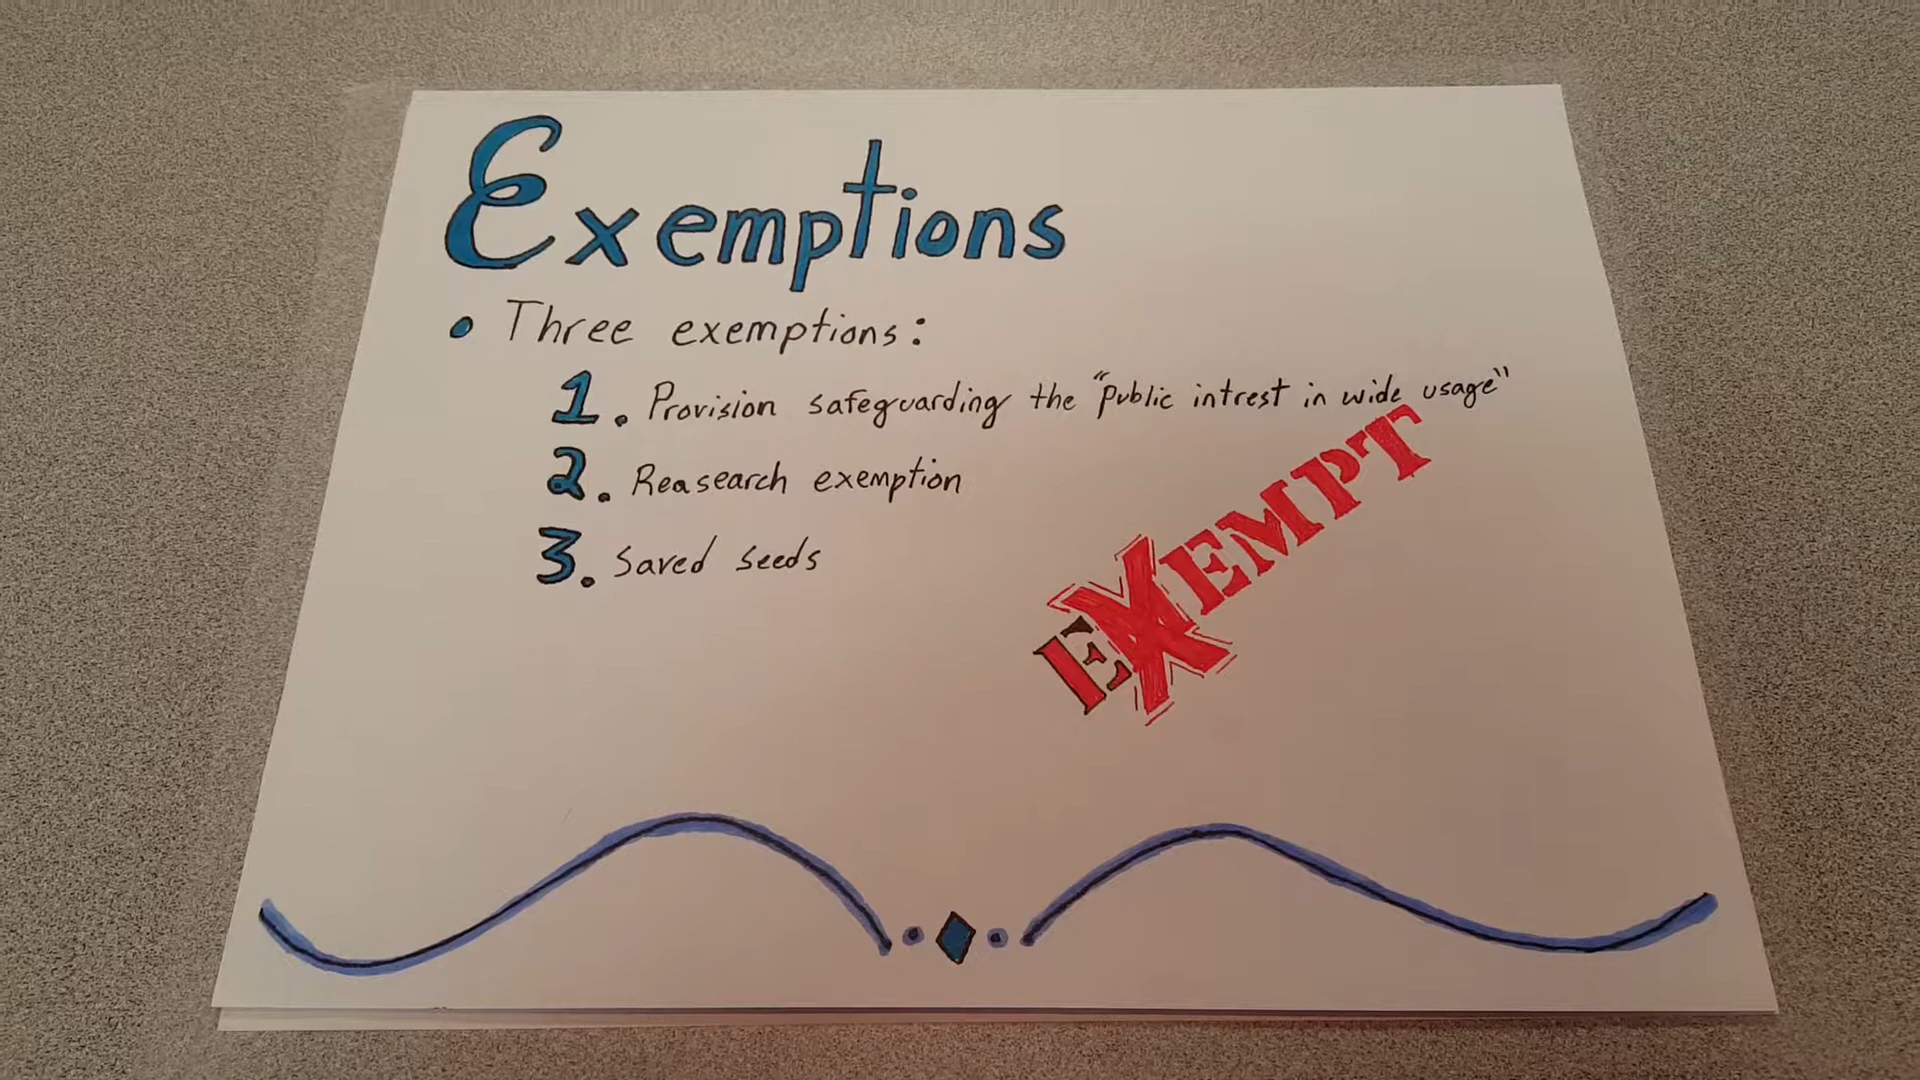 Exemptions
• Three exemptions:
1. Provision safeguarding the "public intrest in wide usage"
2. Reasearch exemption
3. Saved seeds
EXEMPT